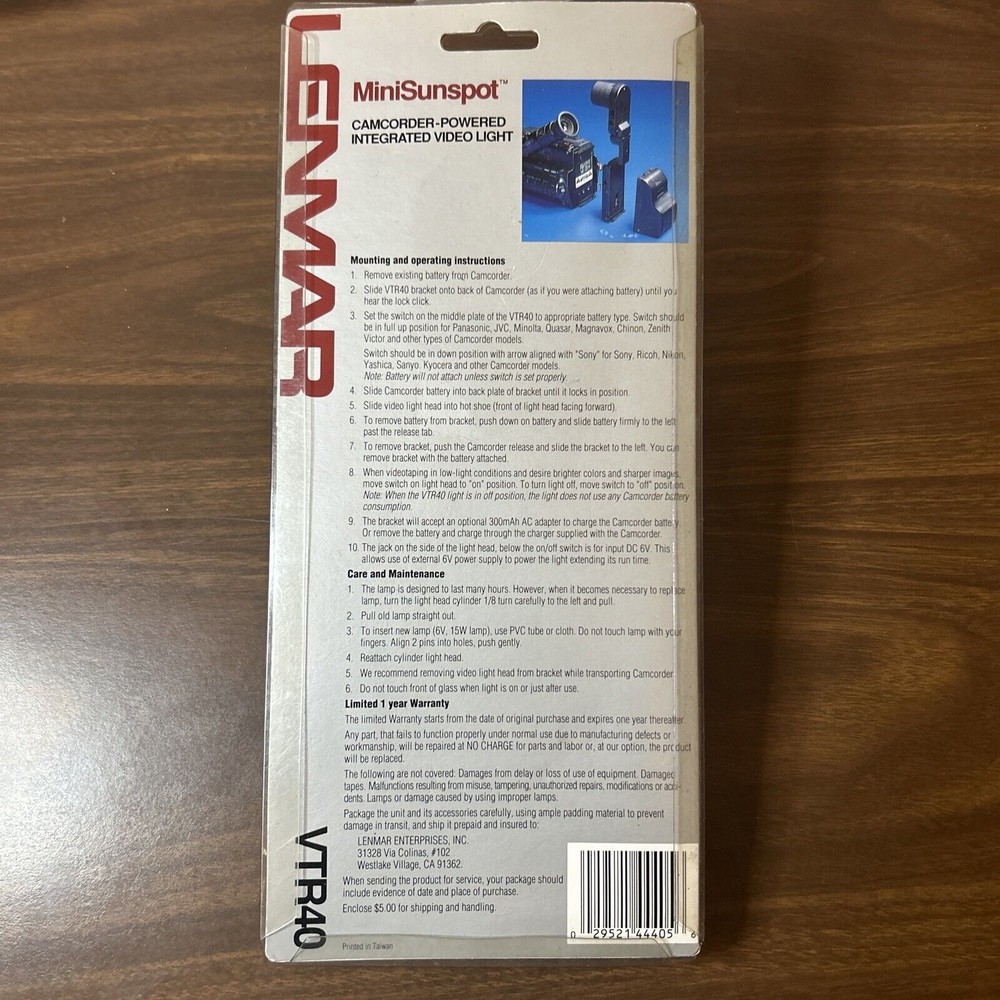 LENMAR
MiniSunspot™
CAMCORDER-POWERED
INTEGRATED VIDEO LIGHT
Mounting and operating instructions
1. Remove existing battery from Camcorder.
2. Slide VTR40 bracket onto back of Camcorder (as if you were attaching battery) until you
hear the lock click.
3. Set the switch on the middle plate of the VTR40 to appropriate battery type. Switch should
be in full up position for Panasonic, JVC, Minolta, Quasar, Magnavox, Chinon, Zenith
Victor and other types of Camcorder models.
Switch should be in down position with arrow aligned with "Sony" for Sony, Ricoh, Nikon,
Yashica, Sanyo. Kyocera and other Camcorder models.
Note: Battery will not attach unless switch is set properly.
4. Slide Camcorder battery into back plate of bracket until it locks in position.
5. Slide video light head into hot shoe (front of light head facing forward).
6. To remove battery from bracket, push down on battery and slide battery firmly to the left
past the release tab.
7. To remove bracket, push the Camcorder release and slide the bracket to the left. You can
remove bracket with the battery attached.
8. When videotaping in low-light conditions and desire brighter colors and sharper images,
move switch on light head to "on" position. To turn light off, move switch to "off" position.
Note: When the VTR40 light is in off position, the light does not use any Camcorder battery
consumption.
9. The bracket will accept an optional 300mAh AC adapter to charge the Camcorder battery.
Or remove the battery and charge through the charger supplied with the Camcorder.
10. The jack on the side of the light head, below the on/off switch is for input DC 6V. This
allows use of external 6V power supply to power the light extending its run time.
Care and Maintenance
1. The lamp is designed to last many hours. However, when it becomes necessary to replace
lamp, turn the light head cylinder 1/8 turn carefully to the left and pull.
2. Pull old lamp straight out.
3. To insert new lamp (6V, 15W lamp), use PVC tube or cloth. Do not touch lamp with your
fingers. Align 2 pins into holes, push gently.
4. Reattach cylinder light head.
5. We recommend removing video light head from bracket while transporting Camcorder
6. Do not touch front of glass when light is on or just after use.
Limited 1 year Warranty
The limited Warranty starts from the date of original purchase and expires one year thereafter.
Any part, that fails to function properly under normal use due to manufacturing defects or
workmanship, will be repaired at NO CHARGE for parts and labor or, at our option, the product
will be replaced.
The following are not covered: Damages from delay or loss of use of equipment. Damaged
tapes. Malfunctions resulting from misuse, tampering, unauthorized repairs, modifications or acci-
dents. Lamps or damage caused by using improper lamps.
Package the unit and its accessories carefully, using ample padding material to prevent
damage in transit, and ship it prepaid and insured to:
LENMAR ENTERPRISES, INC.
31328 Via Colinas, #102
Westlake Village, CA 91362.
When sending the product for service, your package should
include evidence of date and place of purchase.
Enclose $5.00 for shipping and handling.
VTR40
Printed in Taiwan
0 29521 44405 6